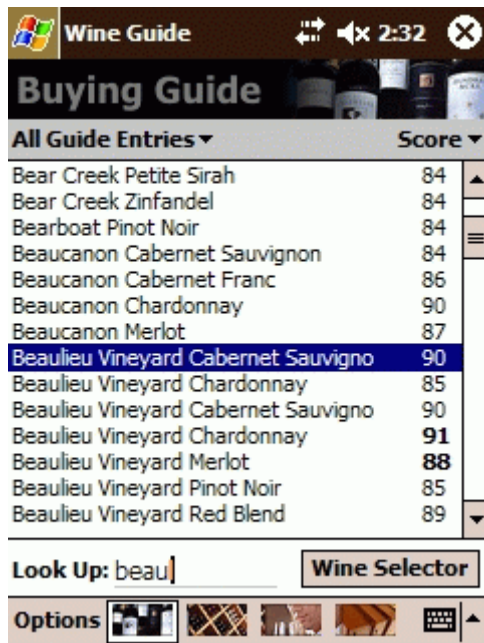 Wine Guide 2:32
Buying Guide
All Guide Entries Score
Bear Creek Petite Sirah 84
Bear Creek Zinfandel 84
Bearboat Pinot Noir 84
Beaucanon Cabernet Sauvignon 84
Beaucanon Cabernet Franc 86
Beaucanon Chardonnay 90
Beaucanon Merlot 87
Beaulieu Vineyard Cabernet Sauvigno 90
Beaulieu Vineyard Chardonnay 85
Beaulieu Vineyard Cabernet Sauvigno 90
Beaulieu Vineyard Chardonnay 91
Beaulieu Vineyard Merlot 88
Beaulieu Vineyard Pinot Noir 85
Beaulieu Vineyard Red Blend 89
Look Up: beau Wine Selector
Options